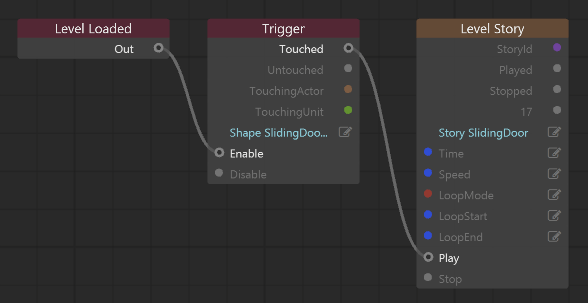 Level Loaded
Out
Trigger
Touched
Untouched
TouchingActor
TouchingUnit
Shape SlidingDoo...
Enable
Disable
Level Story
StoryId
Played
Stopped
17
Story SlidingDoor
Time
Speed
LoopMode
LoopStart
LoopEnd
Play
Stop